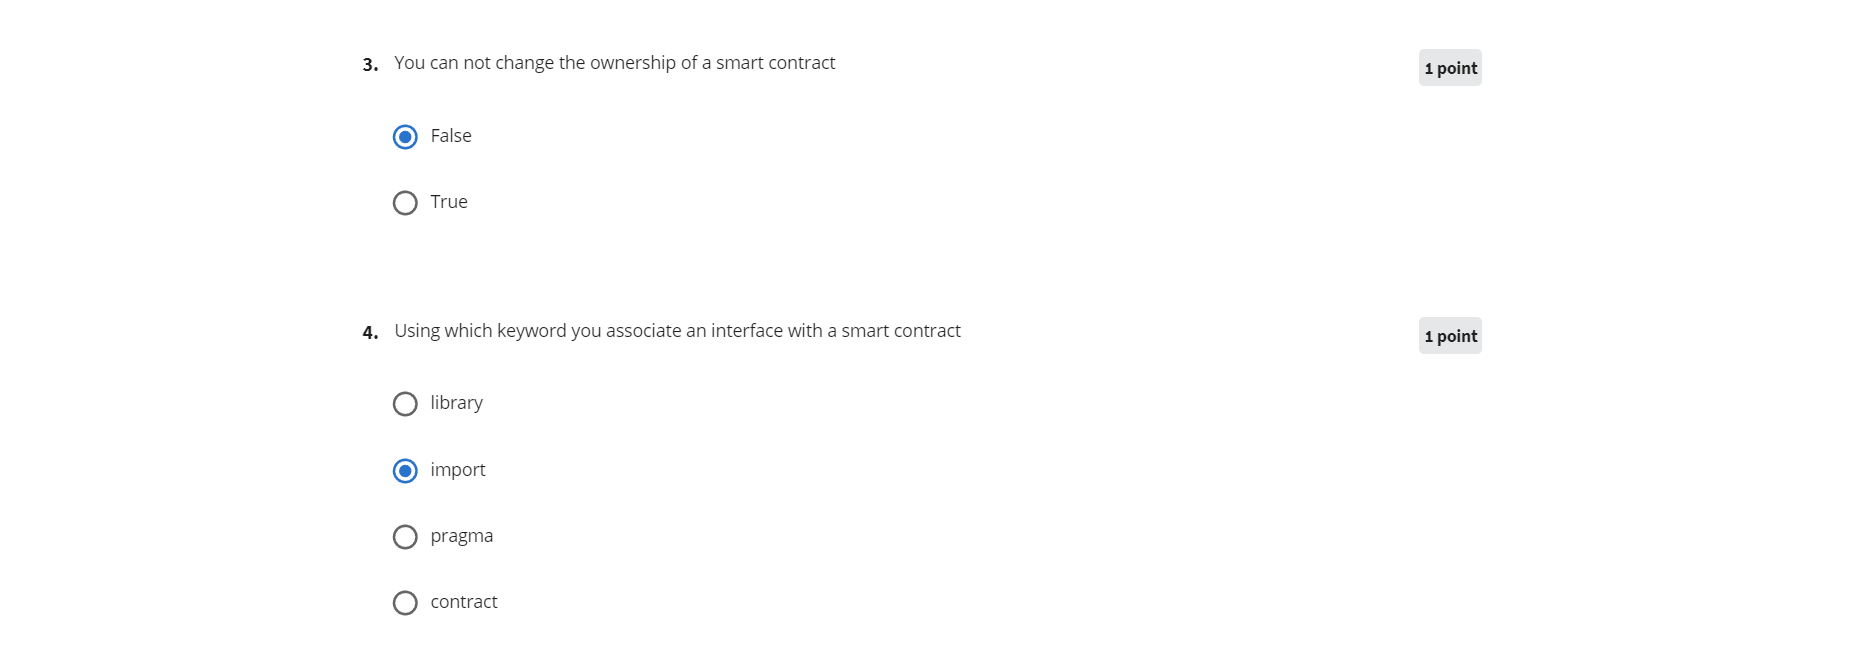 3. You can not change the ownership of a smart contract 1 point
False
True
4. Using which keyword you associate an interface with a smart contract 1 point
library
import
pragma
contract